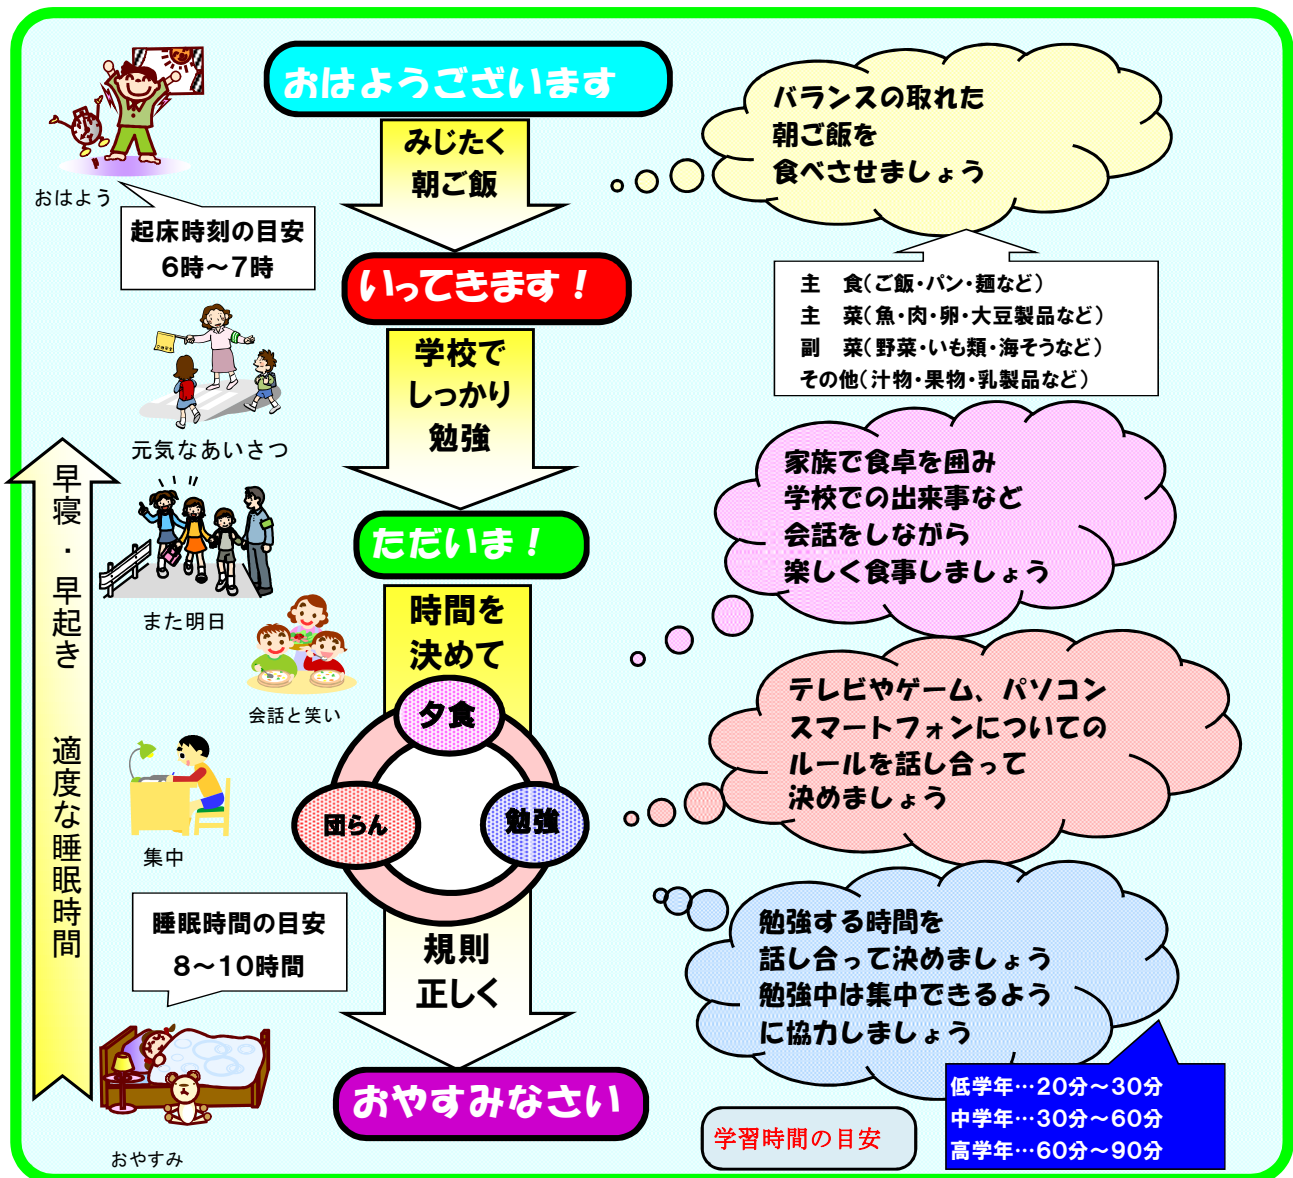 おはようございます
みじたく
朝ご飯
バランスの取れた
朝ご飯を
食べさせましょう
おはよう
起床時刻の目安
6時～7時
いってきます！
主　食(ご飯・パン・麺など)
主　菜(魚・肉・卵・大豆製品など)
副　菜(野菜・いも類・海そうなど)
その他(汁物・果物・乳製品など)
学校で
しっかり
勉強
元気なあいさつ
家族で食卓を囲み
学校での出来事など
会話をしながら
楽しく食事しましょう
早寝・早起き　適度な睡眠時間
ただいま！
また明日
時間を
決めて
会話と笑い
夕食
団らん
勉強
テレビやゲーム、パソコン
スマートフォンについての
ルールを話し合って
決めましょう
集中
睡眠時間の目安
8～10時間
規則
正しく
勉強する時間を
話し合って決めましょう
勉強中は集中できるよう
に協力しましょう
おやすみなさい
おやすみ
学習時間の目安
低学年…20分～30分
中学年…30分～60分
高学年…60分～90分